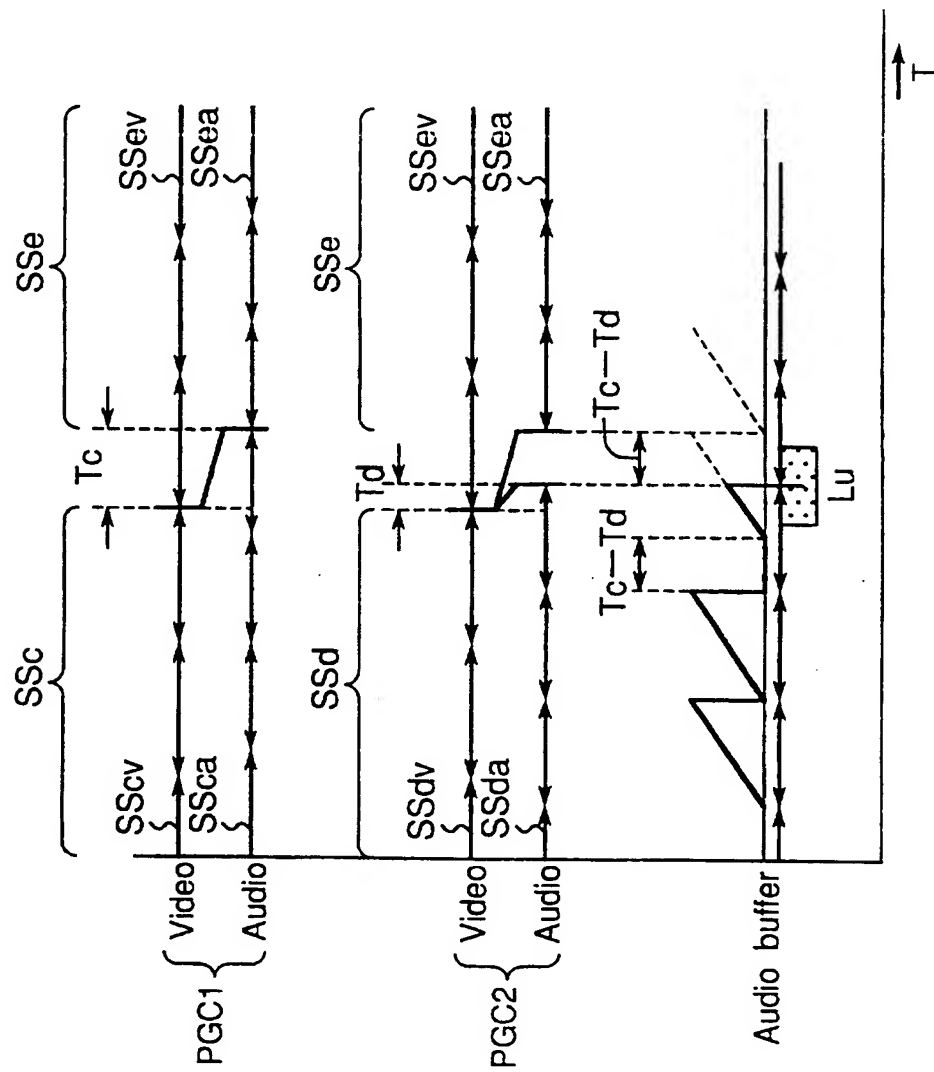 SSc
SSe
Tc
PGC1
Video
SScv
SSev
Audio
SSca
SSea
SSd
SSe
Td
PGC2
Video
SSdv
SSev
Audio
SSda
SSea
Tc—Td
Tc—Td
Audio buffer
Lu
T